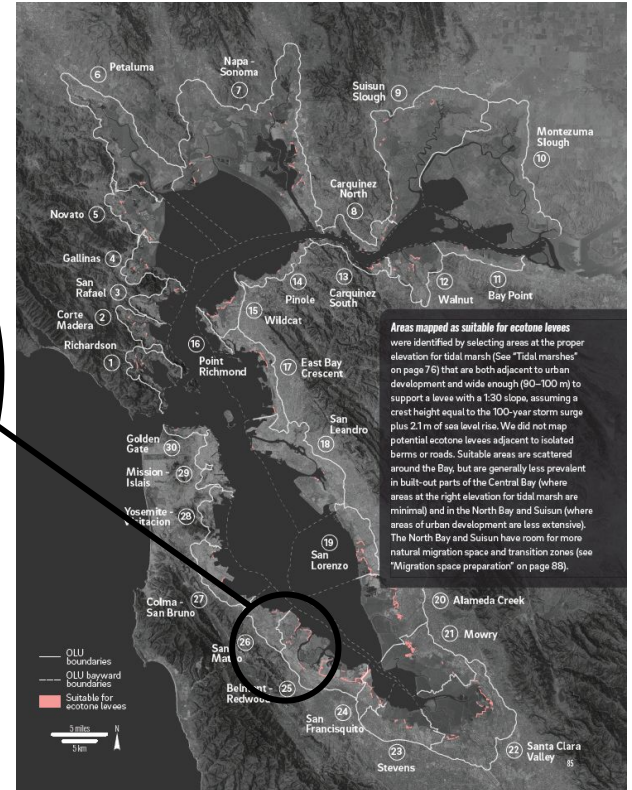 6 Petaluma
Napa -
Sonoma
7
Suisun
Slough 9
Montezuma
Slough
10
Carquinez
North
8
Novato 5
Gallinas 4
San
Rafael 3
Corte
Madera 2
Richardson
1
14
Pinole
13
Carquinez
South
12
Walnut
11
Bay Point
15
Wildcat
16
Point
Richmond
17 East Bay
Crescent
San
Leandro
18
Golden
Gate 30
Mission -
Islais 29
Yosemite -
Visitacion 28
19
San
Lorenzo
Colma - 27
San Bruno
20 Alameda Creek
21 Mowry
26
San
Mateo
Belmont - 25
Redwood
24
San
Francisquito
23
Stevens
22 Santa Clara
Valley
85
Areas mapped as suitable for ecotone levees
were identified by selecting areas at the proper
elevation for tidal marsh (See “Tidal marshes”
on page 76) that are both adjacent to urban
development and wide enough (90–100 m) to
support a levee with a 1:30 slope, assuming a
crest height equal to the 100-year storm surge
plus 2.1 m of sea level rise. We did not map
potential ecotone levees adjacent to isolated
berms or roads. Suitable areas are scattered
around the Bay, but are generally less prevalent
in built-out parts of the Central Bay (where
areas at the right elevation for tidal marsh are
minimal) and in the North Bay and Suisun (where
areas of urban development are less extensive).
The North Bay and Suisun have room for more
natural migration space and transition zones (see
“Migration space preparation” on page 88).
OLU
boundaries
OLU bayward
boundaries
Suitable for
ecotone levees
5 miles
5 km
N